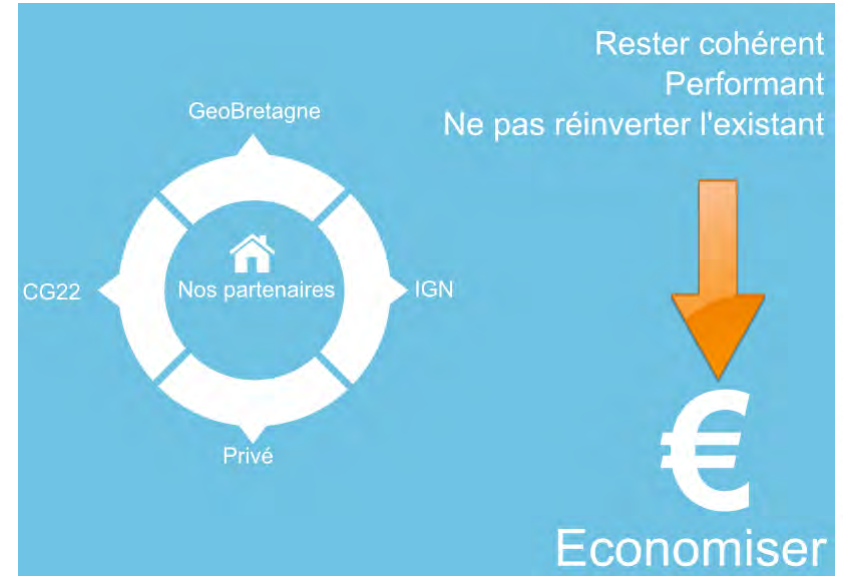 Rester cohérent
Performant
Ne pas réinverter l'existant
GeoBretagne
CG22
Nos partenaires
IGN
Privé
€
Economiser